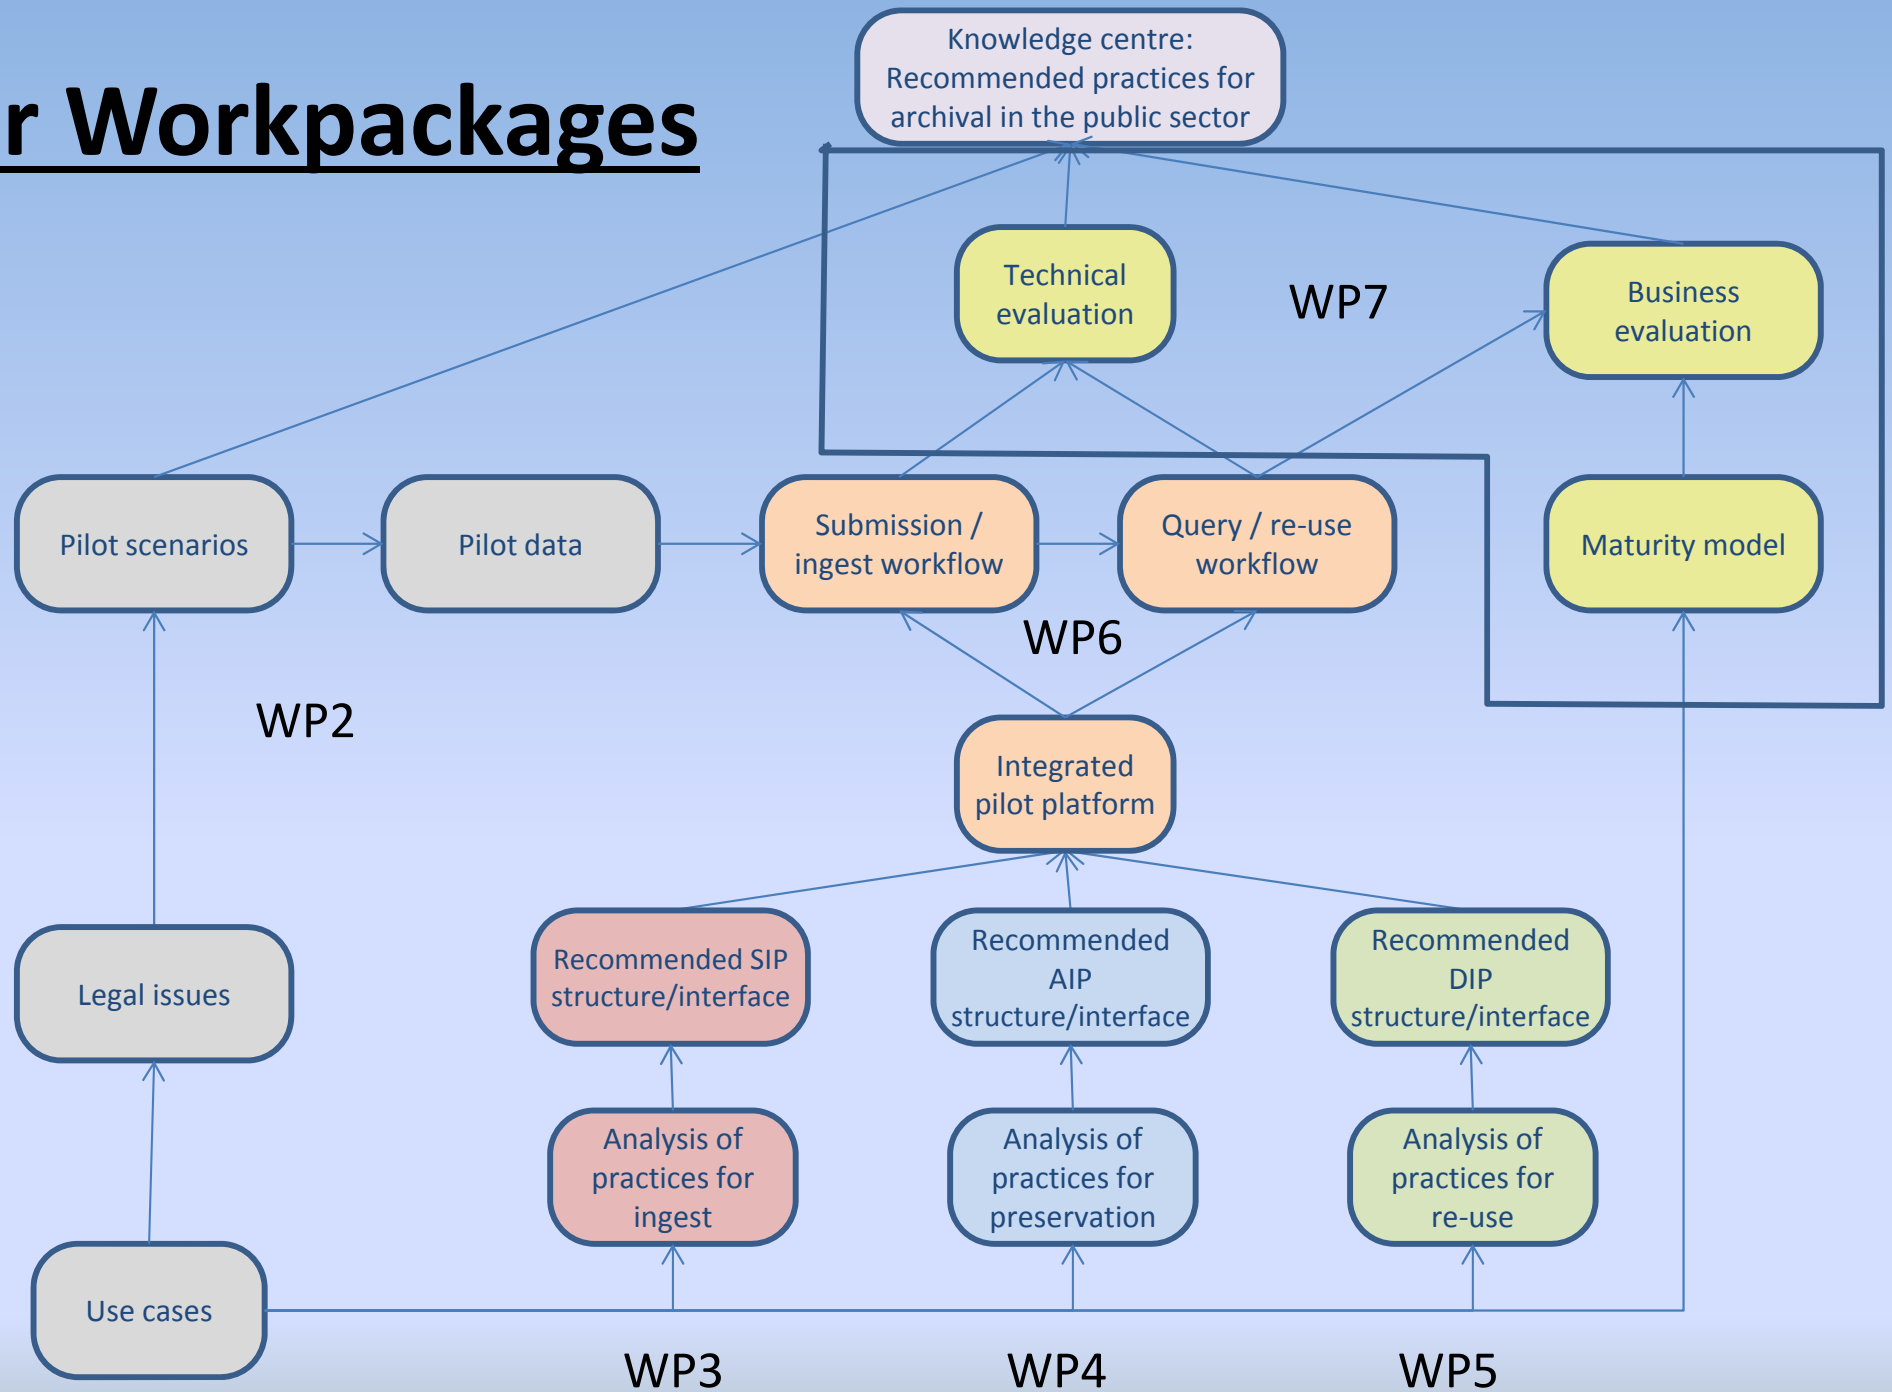 r Workpackages
Knowledge centre:
Recommended practices for
archival in the public sector
Technical
evaluation
WP7
Business
evaluation
Pilot scenarios
Pilot data
Submission /
ingest workflow
Query / re-use
workflow
Maturity model
WP6
WP2
Integrated
pilot platform
Legal issues
Recommended SIP
structure/interface
Recommended
AIP
structure/interface
Recommended
DIP
structure/interface
Analysis of
practices for
ingest
Analysis of
practices for
preservation
Analysis of
practices for
re-use
Use cases
WP3
WP4
WP5